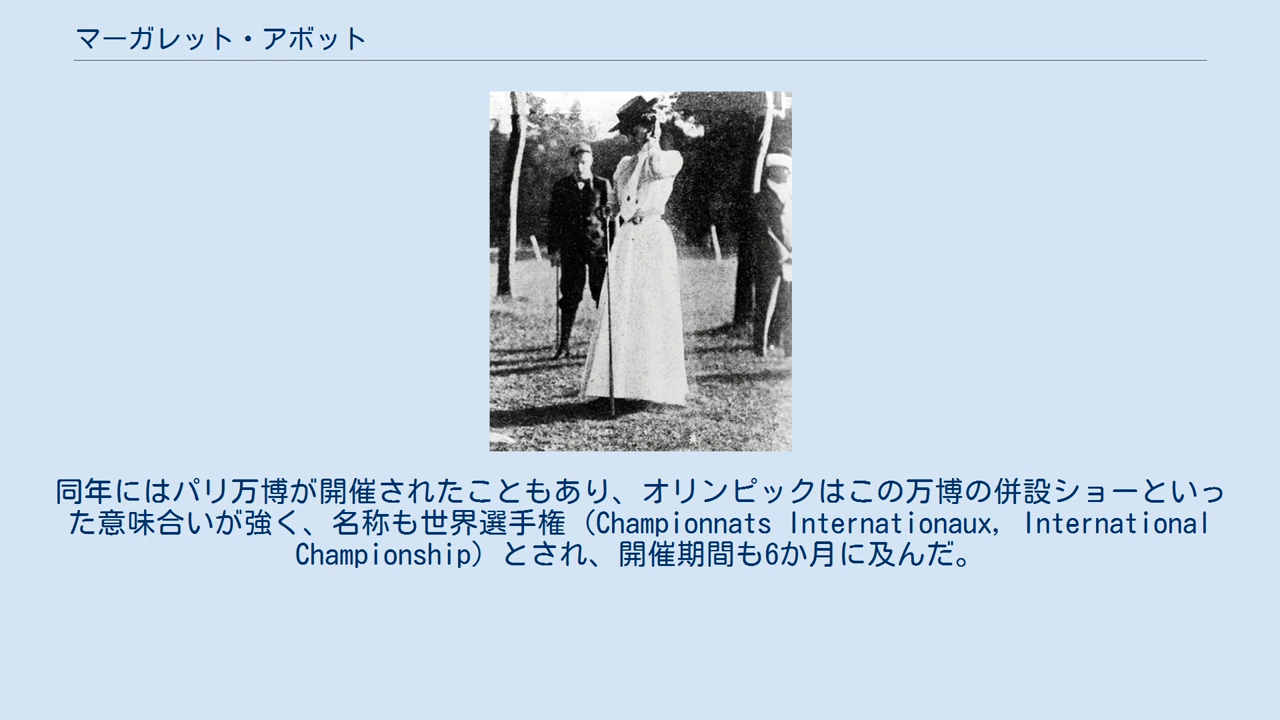 マーガレット・アボット
同年にはパリ万博が開催されたこともあり、オリンピックはこの万博の併設ショーといっ
た意味合いが強く、名称も世界選手権（Championnats Internationaux, International
Championship）とされ、開催期間も6か月に及んだ。